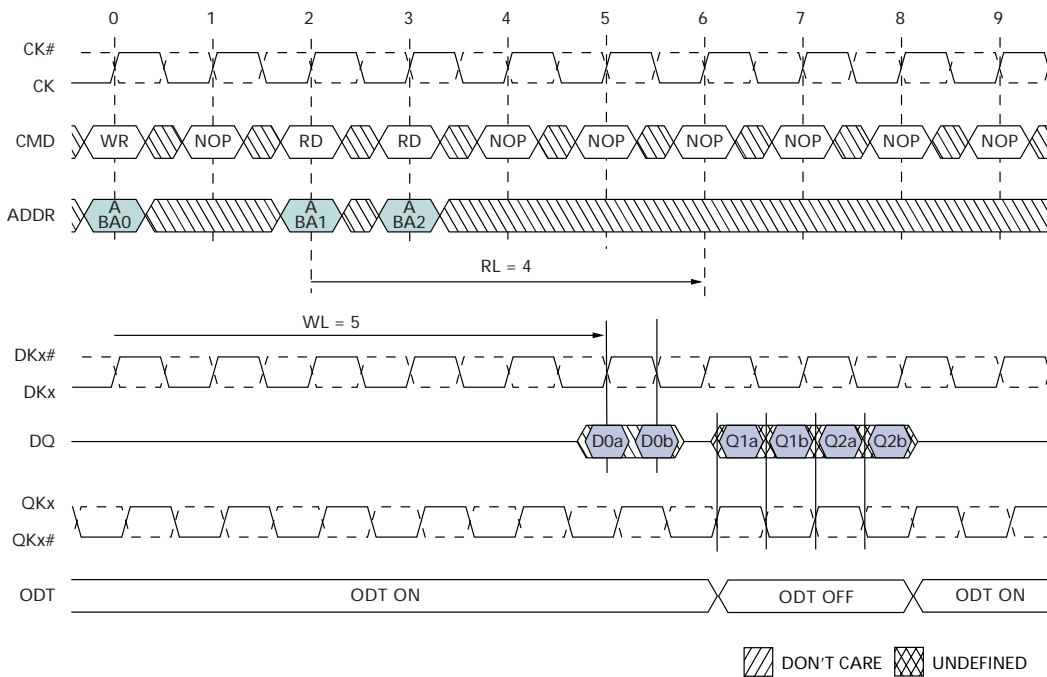 0 1 2 3 4 5 6 7 8 9
CK#
CK
CMD WR NOP RD RD NOP NOP NOP NOP NOP NOP
ADDR A BA0 A BA1 A BA2
RL = 4
WL = 5
DKx#
DKx
DQ D0a D0b Q1a Q1b Q2a Q2b
QKx
QKx#
ODT ODT ON ODT OFF ODT ON
DON'T CARE UNDEFINED